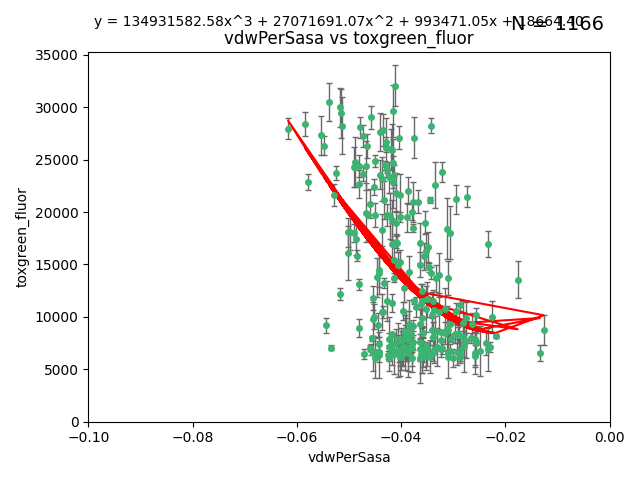 y = 134931582.58x^3 + 27071691.07x^2 + 993471.05x + 18664.40
N = 1166
vdwPerSasa vs toxgreen_fluor
35000
30000
25000
20000
15000
10000
5000
0
toxgreen_fluor
−0.10
−0.08
−0.06
−0.04
−0.02
0.00
vdwPerSasa